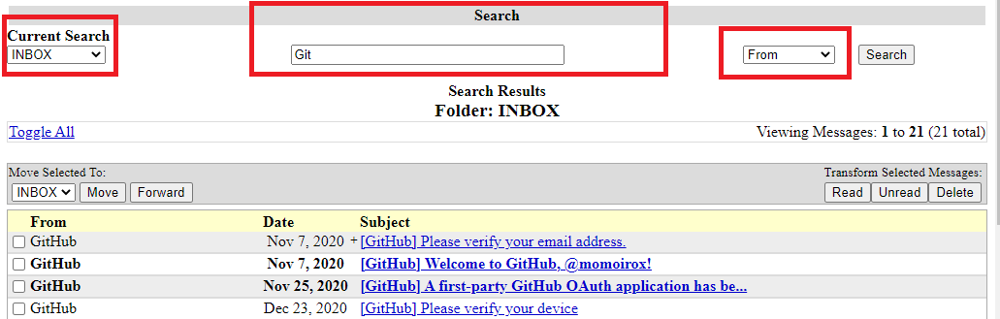 Search
Current Search
INBOX Git From Search
Search Results
Folder: INBOX
Toggle All Viewing Messages: 1 to 21 (21 total)
Move Selected To: Transform Selected Messages:
INBOX Move Forward Read Unread Delete
From Date Subject
GitHub Nov 7, 2020 + [GitHub] Please verify your email address.
GitHub Nov 7, 2020 [GitHub] Welcome to GitHub, @momoirox!
GitHub Nov 25, 2020 [GitHub] A first-party GitHub OAuth application has be...
GitHub Dec 23, 2020 [GitHub] Please verify your device